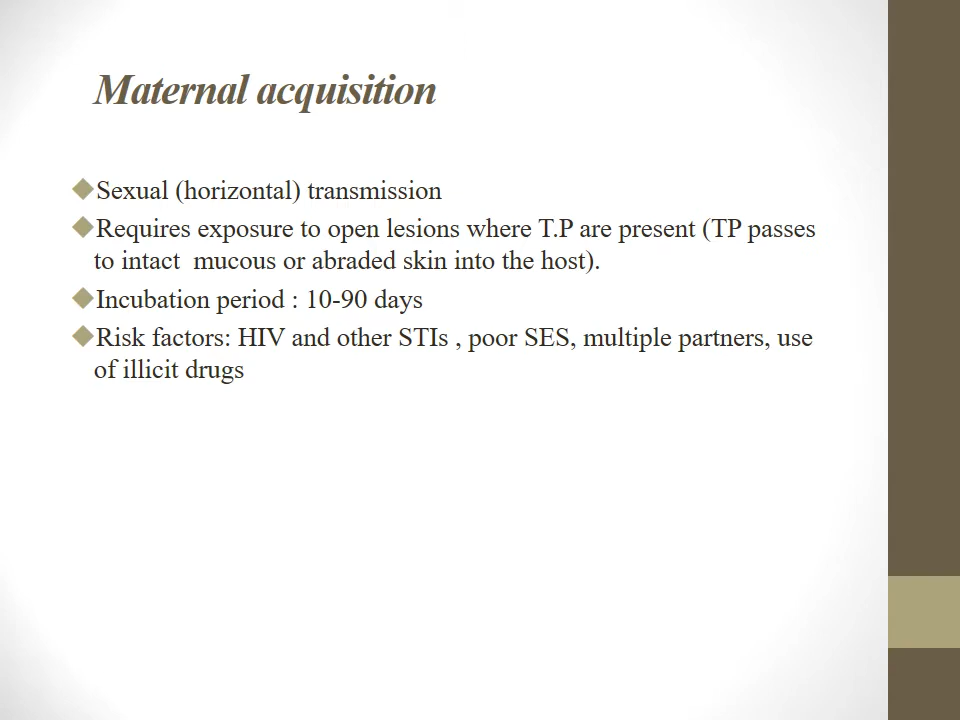 Maternal acquisition
Sexual (horizontal) transmission
Requires exposure to open lesions where T.P are present (TP passes
to intact  mucous or abraded skin into the host).
Incubation period : 10-90 days
Risk factors: HIV and other STIs , poor SES, multiple partners, use
of illicit drugs